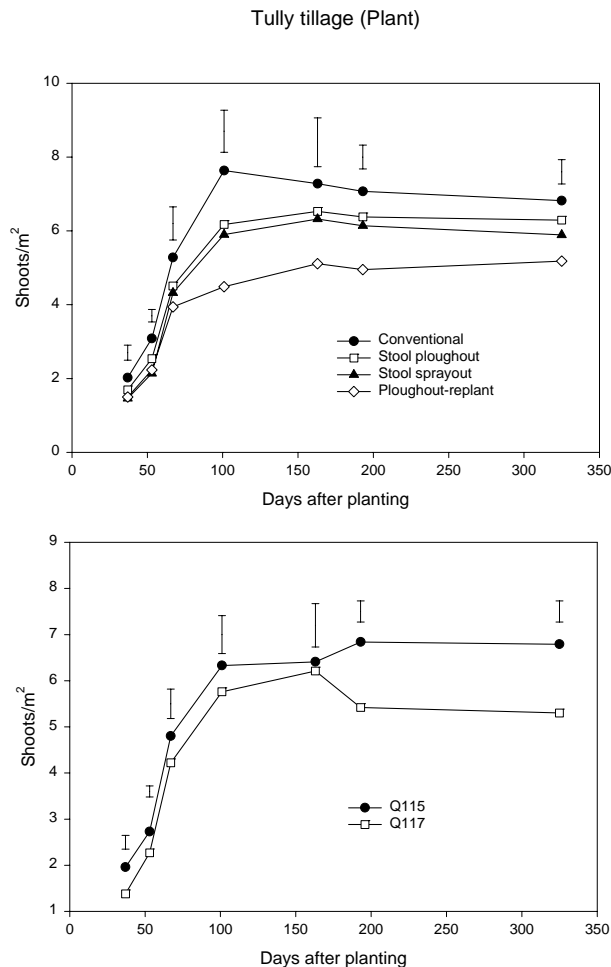 Tully tillage (Plant)
10
8
6
4
2
0
Shoots/m²
Conventional
Stool ploughout
Stool sprayout
Ploughout-replant
0 50 100 150 200 250 300 350
Days after planting
9
8
7
6
5
4
3
2
1
Shoots/m²
Q115
Q117
0 50 100 150 200 250 300 350
Days after planting